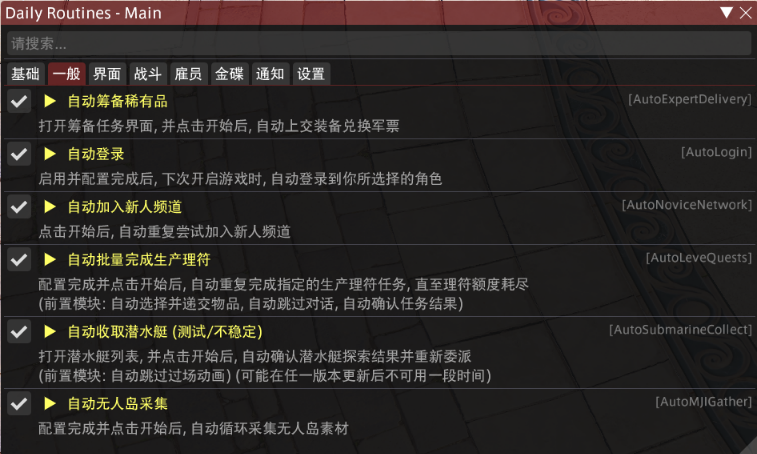 Daily Routines - Main
请搜索...
基础 一般 界面 战斗 雇员 金碟 通知 设置
自动筹备稀有品 [AutoExpertDelivery]
打开筹备任务界面, 并点击开始后, 自动上交装备兑换军票
自动登录 [AutoLogin]
启用并配置完成后, 下次开启游戏时, 自动登录到你所选择的角色
自动加入新人频道 [AutoNoviceNetwork]
点击开始后, 自动重复尝试加入新人频道
自动批量完成生产理符 [AutoLeveQuests]
配置完成并点击开始后, 自动重复完成指定的生产理符任务, 直至理符额度耗尽
(前置模块: 自动选择并递交物品, 自动跳过对话, 自动确认任务结果)
自动收取潜水艇 (测试/不稳定) [AutoSubmarineCollect]
打开潜水艇列表, 并点击开始后, 自动确认潜水艇探索结果并重新委派
(前置模块: 自动跳过过场动画) (可能在任一版本更新后不可用一段时间)
自动无人岛采集 [AutoMJIGather]
配置完成并点击开始后, 自动循环采集无人岛素材